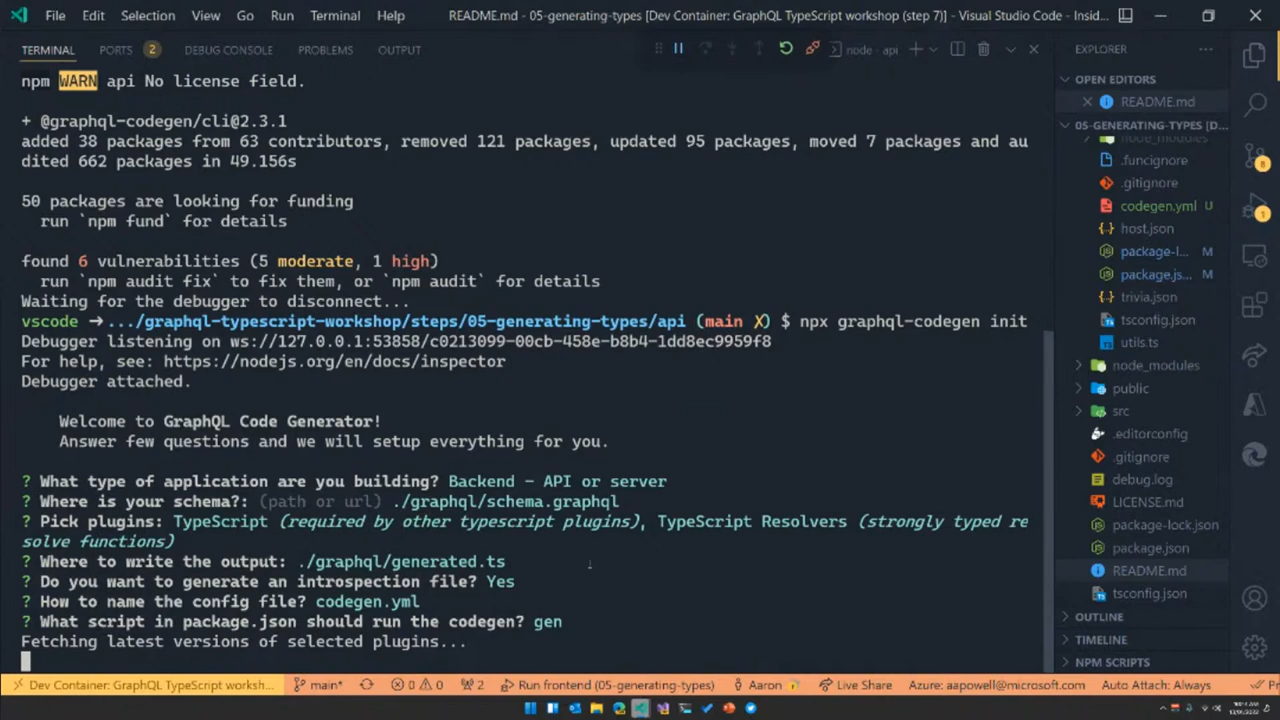 File Edit Selection View Go Run Terminal Help README.md - 05-generating-types [Dev Container: GraphQL TypeScript workshop (step 7)] - Visual Studio Code - Insid...
TERMINAL PORTS 2 DEBUG CONSOLE PROBLEMS OUTPUT node - api
npm WARN api No license field.
+ @graphql-codegen/cli@2.3.1
added 38 packages from 63 contributors, removed 121 packages, updated 95 packages, moved 7 packages and au
dited 662 packages in 49.156s
50 packages are looking for funding
run `npm fund` for details
found 6 vulnerabilities (5 moderate, 1 high)
run `npm audit fix` to fix them, or `npm audit` for details
Waiting for the debugger to disconnect...
vscode ➜ .../graphql-typescript-workshop/steps/05-generating-types/api (main ✗) $ npx graphql-codegen init
Debugger listening on ws://127.0.0.1:53858/c0213099-00cb-458e-b8b4-1dd8ec9959f8
For help, see: https://nodejs.org/en/docs/inspector
Debugger attached.
Welcome to GraphQL Code Generator!
Answer few questions and we will setup everything for you.
? What type of application are you building? Backend - API or server
? Where is your schema?: (path or url) ./graphql/schema.graphql
? Pick plugins: TypeScript (required by other typescript plugins), TypeScript Resolvers (strongly typed re
solve functions)
? Where to write the output: ./graphql/generated.ts
? Do you want to generate an introspection file? Yes
? How to name the config file? codegen.yml
? What script in package.json should run the codegen? gen
Fetching latest versions of selected plugins...
EXPLORER ...
OPEN EDITORS
README.md
05-GENERATING-TYPES [D...
node_modules
.funcignore
.gitignore
codegen.yml U
host.json
package-l... M
package.js... M
trivia.json
tsconfig.json
utils.ts
node_modules
public
src
.editorconfig
.gitignore
debug.log
LICENSE.md
package-lock.json
package.json
README.md
tsconfig.json
OUTLINE
TIMELINE
NPM SCRIPTS
8
1
Dev Container: GraphQL TypeScript worksh... main* 0 0 2 Run frontend (05-generating-types) Aaron Live Share Azure: aapowell@microsoft.com Auto Attach: Always